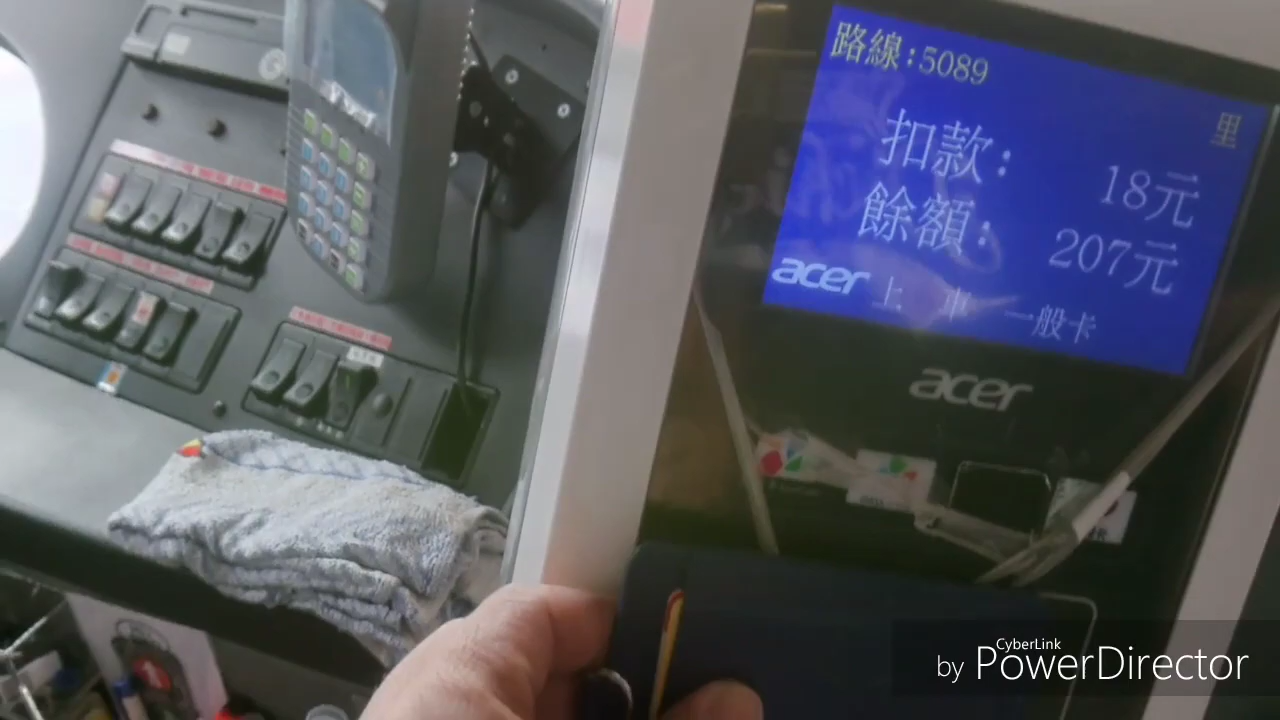 路線:5089
里
扣款: 18元
餘額: 207元
acer 上 車 一般卡
acer
CyberLink
by PowerDirector